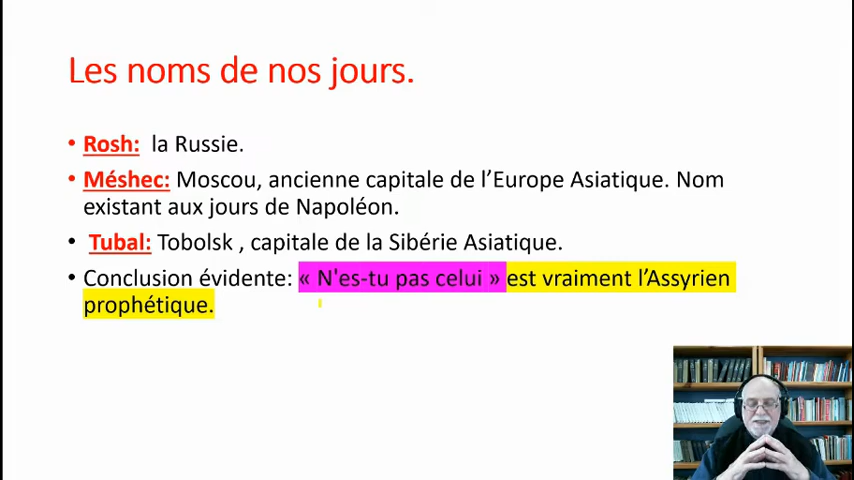 Les noms de nos jours.
• Rosh: la Russie.
• Méshec: Moscou, ancienne capitale de l’Europe Asiatique. Nom
existant aux jours de Napoléon.
• Tubal: Tobolsk , capitale de la Sibérie Asiatique.
• Conclusion évidente: « N'es-tu pas celui » est vraiment l’Assyrien
prophétique.